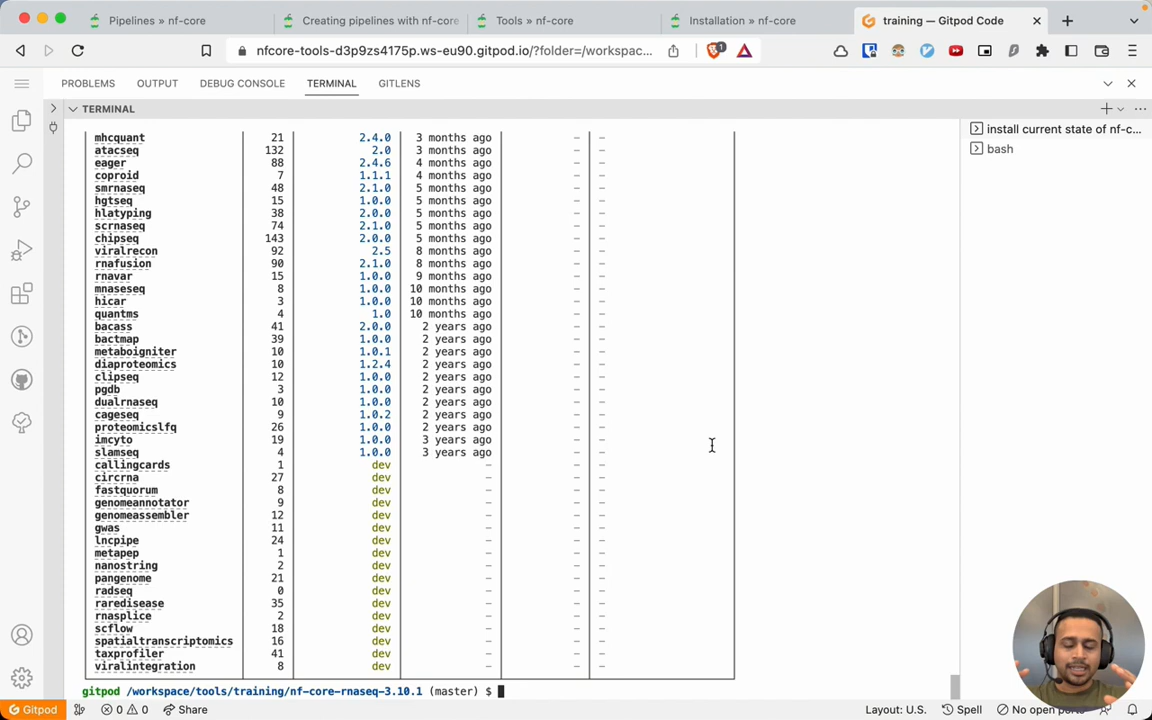 Pipelines » nf-core
Creating pipelines with nf-core
Tools » nf-core
Installation » nf-core
training — Gitpod Code
nfcore-tools-d3p9zs4175p.ws-eu90.gitpod.io/?folder=/workspac...
1
PROBLEMS OUTPUT DEBUG CONSOLE TERMINAL GITLENS
TERMINAL
install current state of nf-c...
bash
mhcquant 21 2.4.0 3 months ago - -
atacseq 132 2.0 3 months ago - -
eager 88 2.4.6 4 months ago - -
coproid 7 1.1.1 4 months ago - -
smrnaseq 48 2.1.0 5 months ago - -
hgtseq 15 1.0.0 5 months ago - -
hlatyping 38 2.0.0 5 months ago - -
scrnaseq 74 2.1.0 5 months ago - -
chipseq 143 2.0.0 5 months ago - -
viralrecon 92 2.5 8 months ago - -
rnafusion 90 2.1.0 8 months ago - -
rnavar 15 1.0.0 9 months ago - -
mnaseseq 8 1.0.0 10 months ago - -
hicar 3 1.0.0 10 months ago - -
quantms 4 1.0 10 months ago - -
bacass 41 2.0.0 2 years ago - -
bactmap 39 1.0.0 2 years ago - -
metaboigniter 10 1.0.1 2 years ago - -
diaproteomics 10 1.2.4 2 years ago - -
clipseq 12 1.0.0 2 years ago - -
pgdb 3 1.0.0 2 years ago - -
dualrnaseq 10 1.0.0 2 years ago - -
cageseq 9 1.0.2 2 years ago - -
proteomicslfq 26 1.0.0 2 years ago - -
imcyto 19 1.0.0 3 years ago - -
slamseq 4 1.0.0 3 years ago - -
callingcards 1 dev - - -
circrna 27 dev - - -
fastquorum 8 dev - - -
genomeannotator 9 dev - - -
genomeassembler 12 dev - - -
gwas 11 dev - - -
lncpipe 24 dev - - -
metapep 1 dev - - -
nanostring 2 dev - - -
pangenome 21 dev - - -
radseq 0 dev - - -
raredisease 35 dev - - -
rnasplice 2 dev - - -
scflow 18 dev - - -
spatialtranscriptomics 16 dev - - -
taxprofiler 41 dev - - -
viralintegration 8 dev - - -
gitpod /workspace/tools/training/nf-core-rnaseq-3.10.1 (master) $
Gitpod 0 0 Share Layout: U.S. Spell No open ports